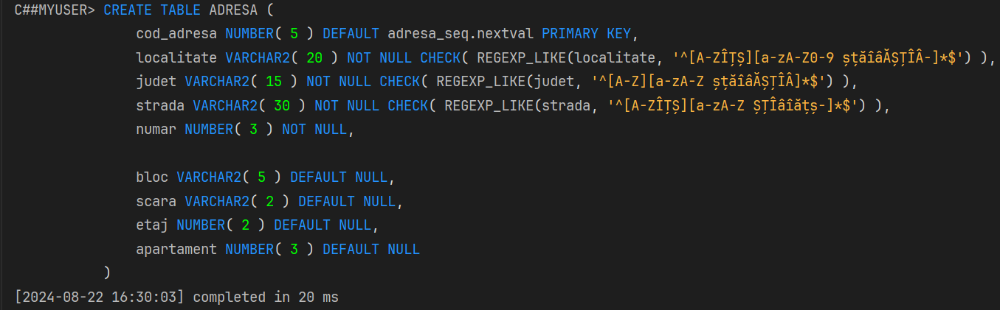 C##MYUSER> CREATE TABLE ADRESA (
               cod_adresa NUMBER( 5 ) DEFAULT adresa_seq.nextval PRIMARY KEY,
               localitate VARCHAR2( 20 ) NOT NULL CHECK( REGEXP_LIKE(localitate, '^[A-ZÎȚȘ][a-zA-Z0-9 șțăîâĂȘȚÎÂ-]*$') ),
               judet VARCHAR2( 15 ) NOT NULL CHECK( REGEXP_LIKE(judet, '^[A-Z][a-zA-Z șțăîâĂȘȚÎÂ]*$') ),
               strada VARCHAR2( 30 ) NOT NULL CHECK( REGEXP_LIKE(strada, '^[A-ZÎȚȘ][a-zA-Z ȘȚÎâîățș-]*$') ),
               numar NUMBER( 3 ) NOT NULL,

               bloc VARCHAR2( 5 ) DEFAULT NULL,
               scara VARCHAR2( 2 ) DEFAULT NULL,
               etaj NUMBER( 2 ) DEFAULT NULL,
               apartament NUMBER( 3 ) DEFAULT NULL
           )
[2024-08-22 16:30:03] completed in 20 ms